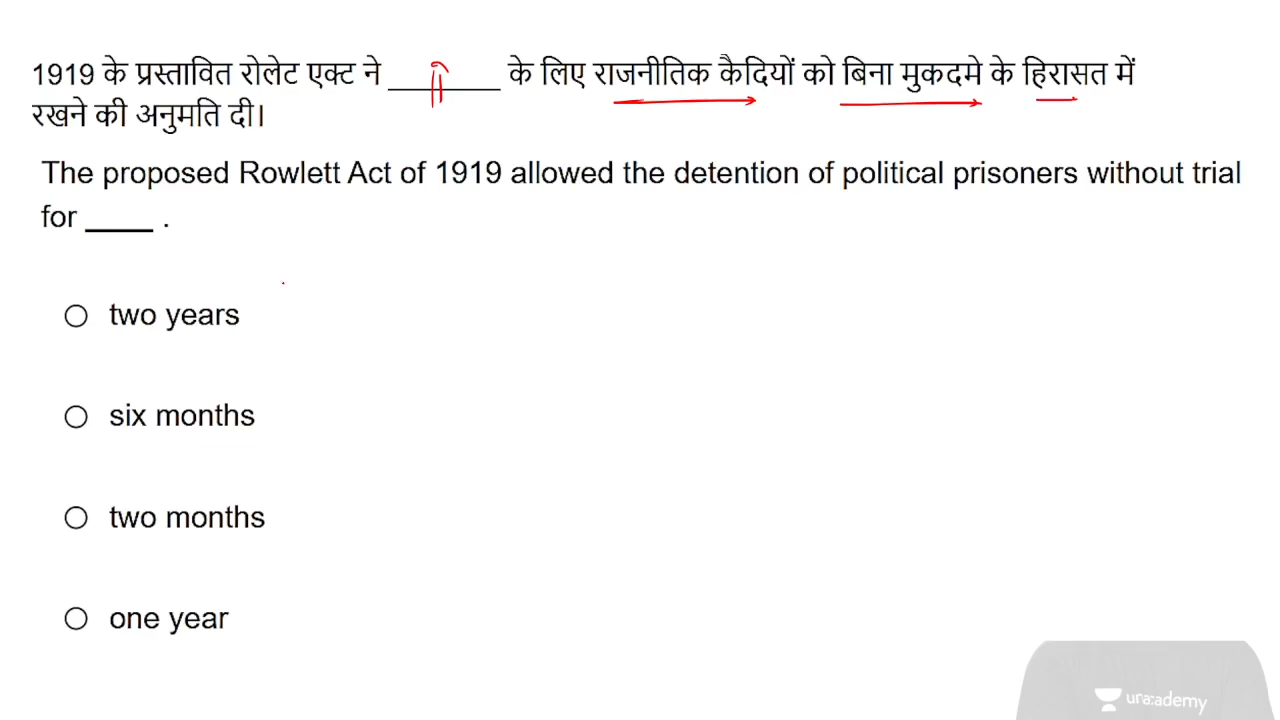 1919 के प्रस्तावित रोलेट एक्ट ने ______ के लिए राजनीतिक कैदियों को बिना मुकदमे के हिरासत में
रखने की अनुमति दी।
The proposed Rowlett Act of 1919 allowed the detention of political prisoners without trial
for ____ .
two years
six months
two months
one year
unacademy